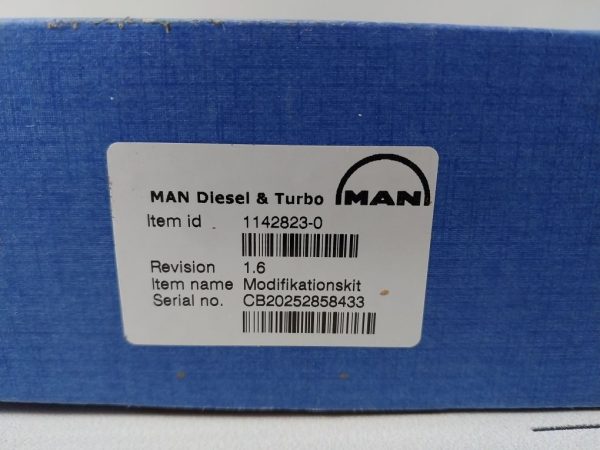 MAN Diesel & Turbo MAN
Item id . 1142823-0
Revision 1.6
Item name Modifikationskit
Serial no. CB20252858433